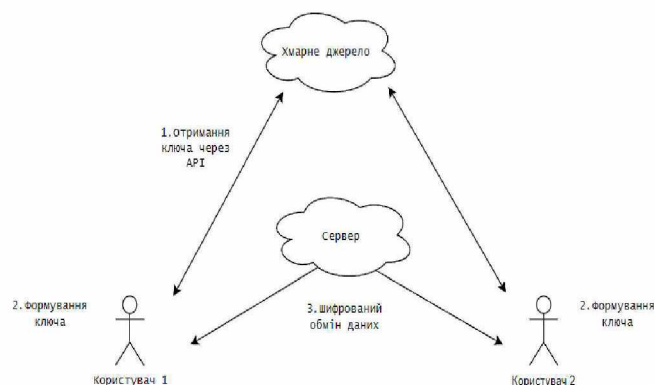 Хмарне джерело
1.Отримання
ключа через
API
Сервер
2.Формування
ключа
3.Шифрований
обмін даних
2.Формування
ключа
Користувач 1
Користувач 2